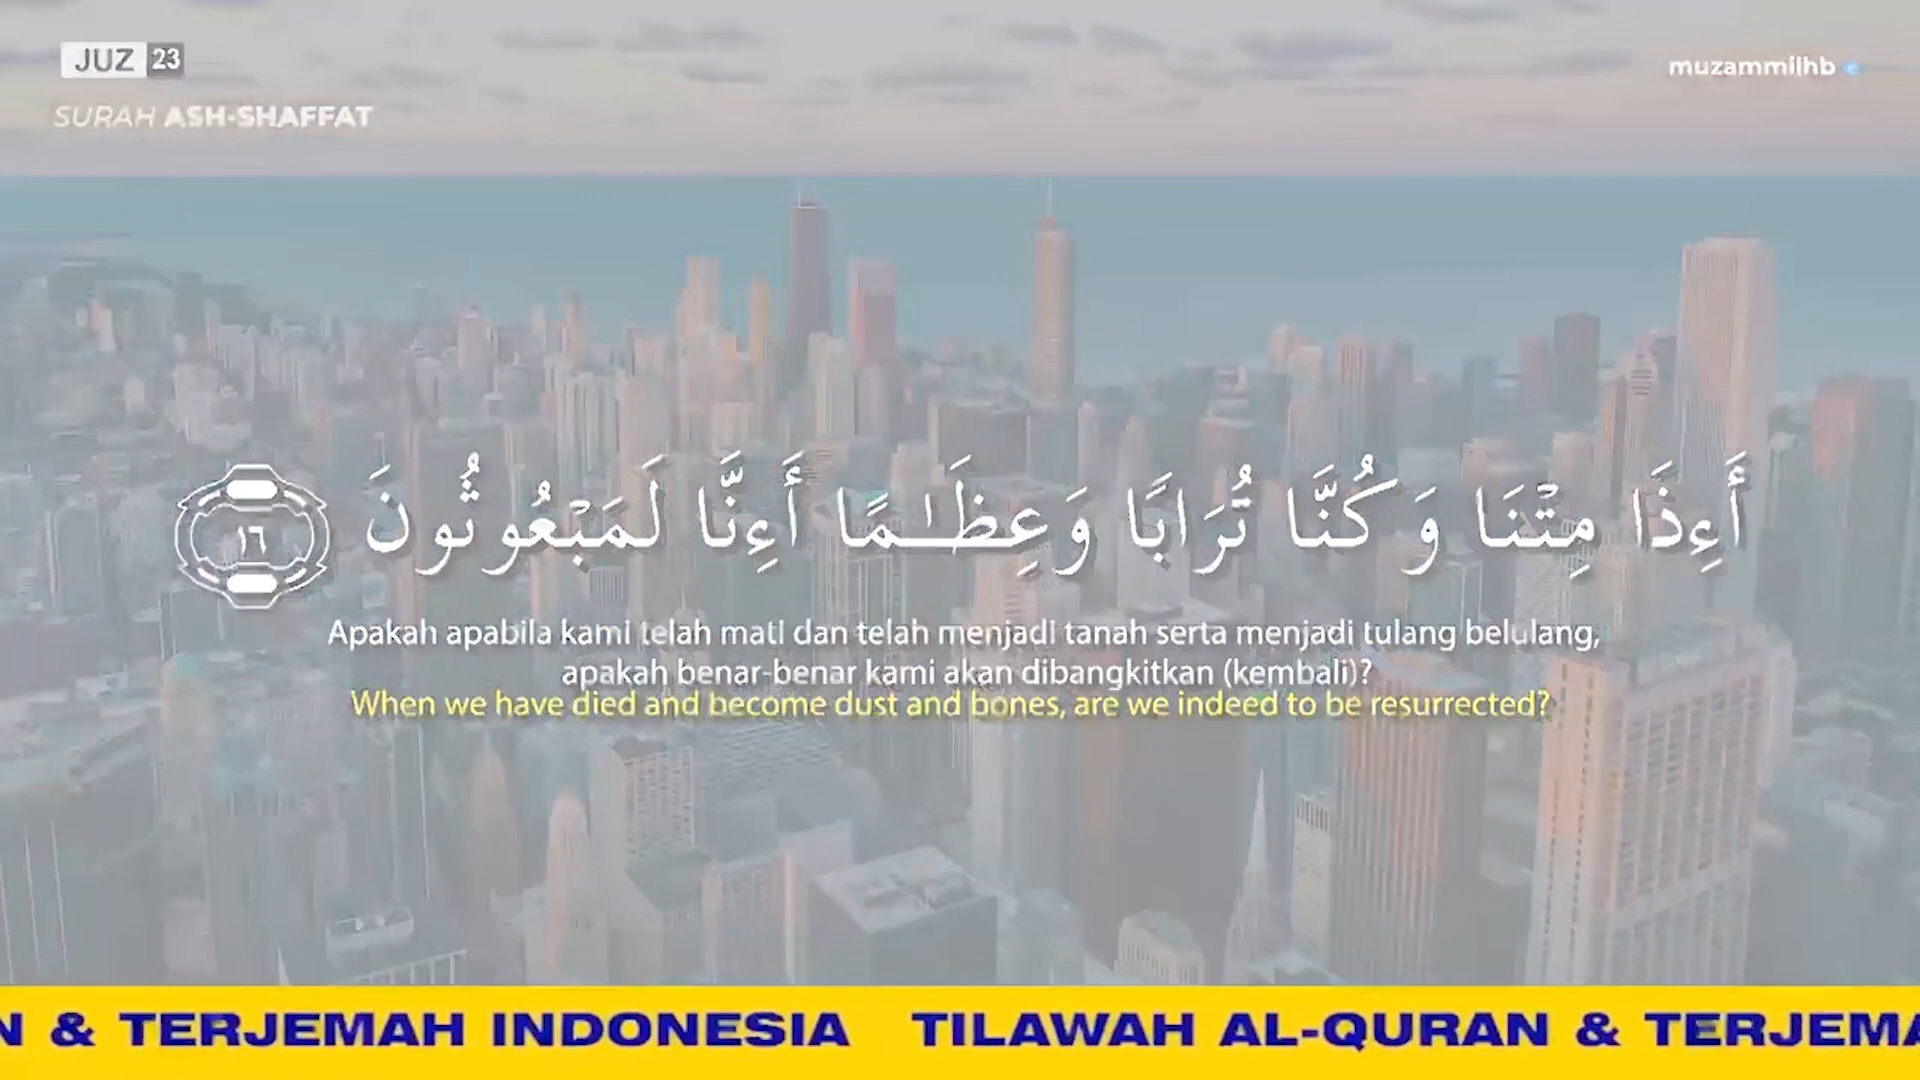 JUZ 23
muzammilhb
SURAH ASH-SHAFFAT
أَءِذَا مِتْنَا وَكُنَّا تُرَابًا وَعِظَٰمًا أَءِنَّا لَمَبْعُوثُونَ ١٦
Apakah apabila kami telah mati dan telah menjadi tanah serta menjadi tulang belulang,
apakah benar-benar kami akan dibangkitkan (kembali)?
When we have died and become dust and bones, are we indeed to be resurrected?
N & TERJEMAH INDONESIA TILAWAH AL-QURAN & TERJEMA